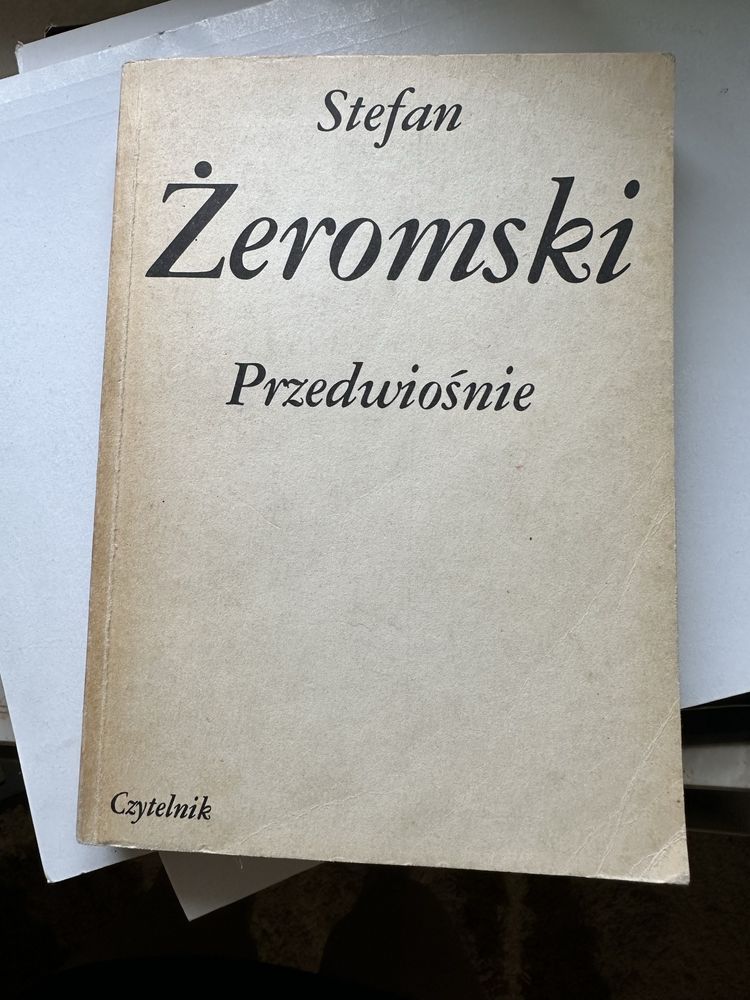 Stefan
Żeromski
Przedwiośnie
Czytelnik